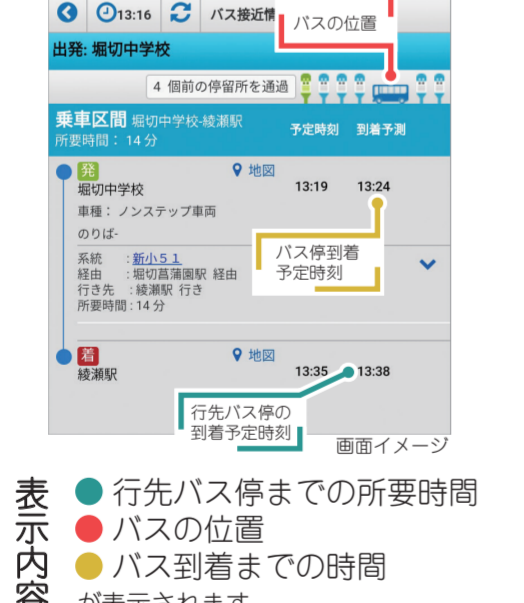 13:16 バス接近情
バスの位置
出発: 堀切中学校
4 個前の停留所を通過
乗車区間 堀切中学校-綾瀬駅
所要時間： 14 分
予定時刻 到着予測
発
地図
堀切中学校
13:19 13:24
車種： ノンステップ車両
のりば-
系統 ：新小５１
経由 ：堀切菖蒲園駅 経由
行き先 ：綾瀬駅 行き
所要時間：14 分
バス停到着
予定時刻
着
地図
綾瀬駅
13:35 13:38
行先バス停の
到着予定時刻
画面イメージ
表示内容
行先バス停までの所要時間
バスの位置
バス到着までの時間
が表示されます